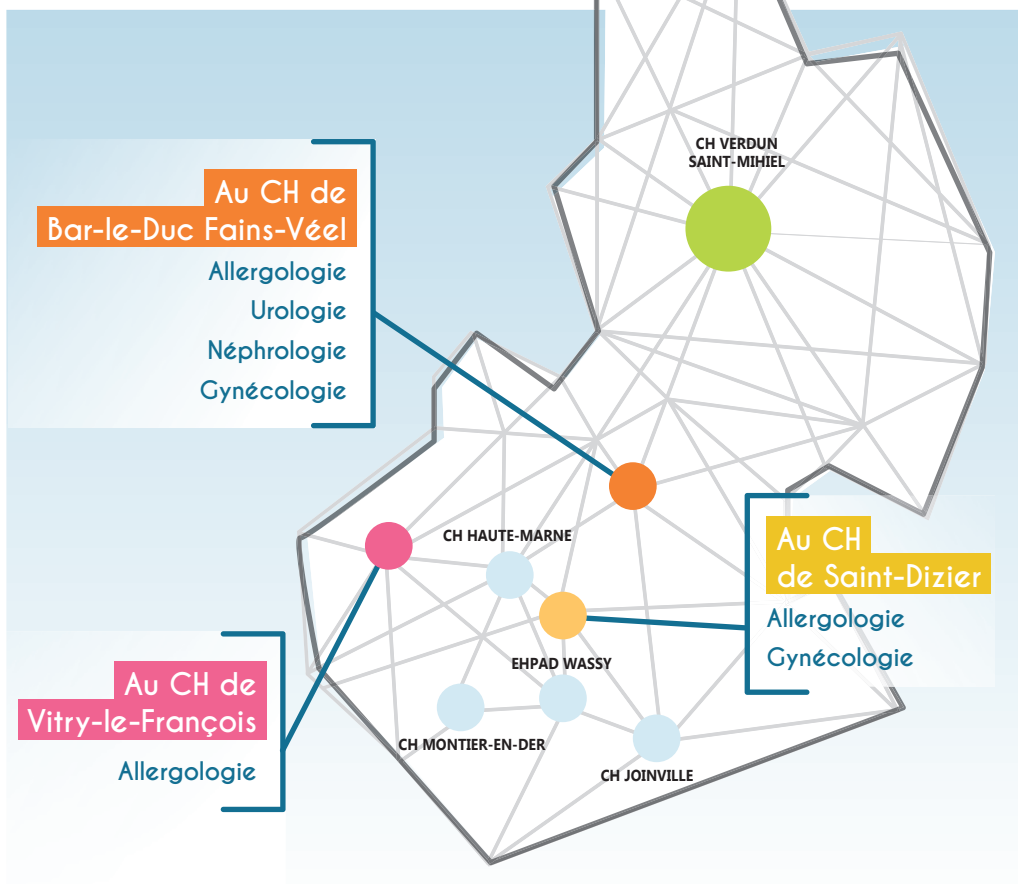 CH VERDUN
SAINT-MIHIEL
Au CH de
Bar-le-Duc Fains-Véel
Allergologie
Urologie
Néphrologie
Gynécologie
CH HAUTE-MARNE
Au CH
de Saint-Dizier
Allergologie
Gynécologie
EHPAD WASSY
Au CH de
Vitry-le-François
Allergologie
CH MONTIER-EN-DER
CH JOINVILLE